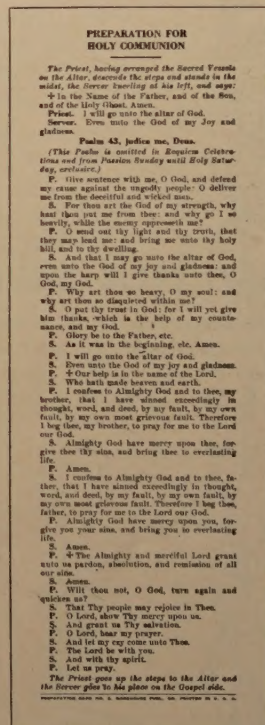 PREPARATION FOR
HOLY COMMUNION
The Priest, having arranged the Sacred Vessels
on the Altar, descends the steps and stands in the
midst, the Server kneeling at his left, and says:
+ In the Name of the Father, and of the Son,
and of the Holy Ghost. Amen.
Priest. I will go unto the altar of God.
Server. Even unto the God of my Joy and
gladness.
Psalm 43, Judica me, Deus.
(This Psalm is omitted in Requiem Celebra-
tions and from Passion Sunday until Holy Satur-
day, exclusive.)
P. Give sentence with me, O God, and defend
my cause against the ungodly people: O deliver
me from the deceitful and wicked man.
S. For thou art the God of my strength, why
hast thou put me from thee: and why go I so
heavily, while the enemy oppresseth me?
P. O send out thy light and thy truth, that
they may lead me: and bring me unto thy holy
hill, and to thy dwelling.
S. And that I may go unto the altar of God,
even unto the God of my joy and gladness: and
upon the harp will I give thanks unto thee, O
God, my God.
P. Why art thou so heavy, O my soul: and
why art thou so disquieted within me?
S. O put thy trust in God: for I will yet give
him thanks, which is the help of my counte-
nance, and my God.
P. Glory be to the Father, etc.
S. As it was in the beginning, etc. Amen.
P. I will go unto the altar of God.
S. Even unto the God of my joy and gladness.
P. + Our help is in the name of the Lord.
S. Who hath made heaven and earth.
P. I confess to Almighty God and to thee, my
brother, that I have sinned exceedingly in
thought, word, and deed, by my fault, by my own
fault, by my own most grievous fault. Therefore
I beg thee, my brother, to pray for me to the Lord
our God.
S. Almighty God have mercy upon thee, for-
give thee thy sins, and bring thee to everlasting
life.
P. Amen.
S. I confess to Almighty God and to thee, fa-
ther, that I have sinned exceedingly in thought,
word, and deed, by my fault, by my own fault, by
my own most grievous fault. Therefore I beg thee,
father, to pray for me to the Lord our God.
P. Almighty God have mercy upon you, for-
give you your sins, and bring you to everlasting
life.
S. Amen.
P. + The Almighty and merciful Lord grant
unto us pardon, absolution, and remission of all
our sins.
S. Amen.
P. Wilt thou not, O God, turn again and
quicken us?
S. That Thy people may rejoice in Thee.
P. O Lord, show Thy mercy upon us.
S. And grant us Thy salvation.
P. O Lord, hear my prayer.
S. And let my cry come unto Thee.
P. The Lord be with you.
S. And with thy spirit.
P. Let us pray.
The Priest goes up the steps to the Altar and
the Server goes to his place on the Gospel side.